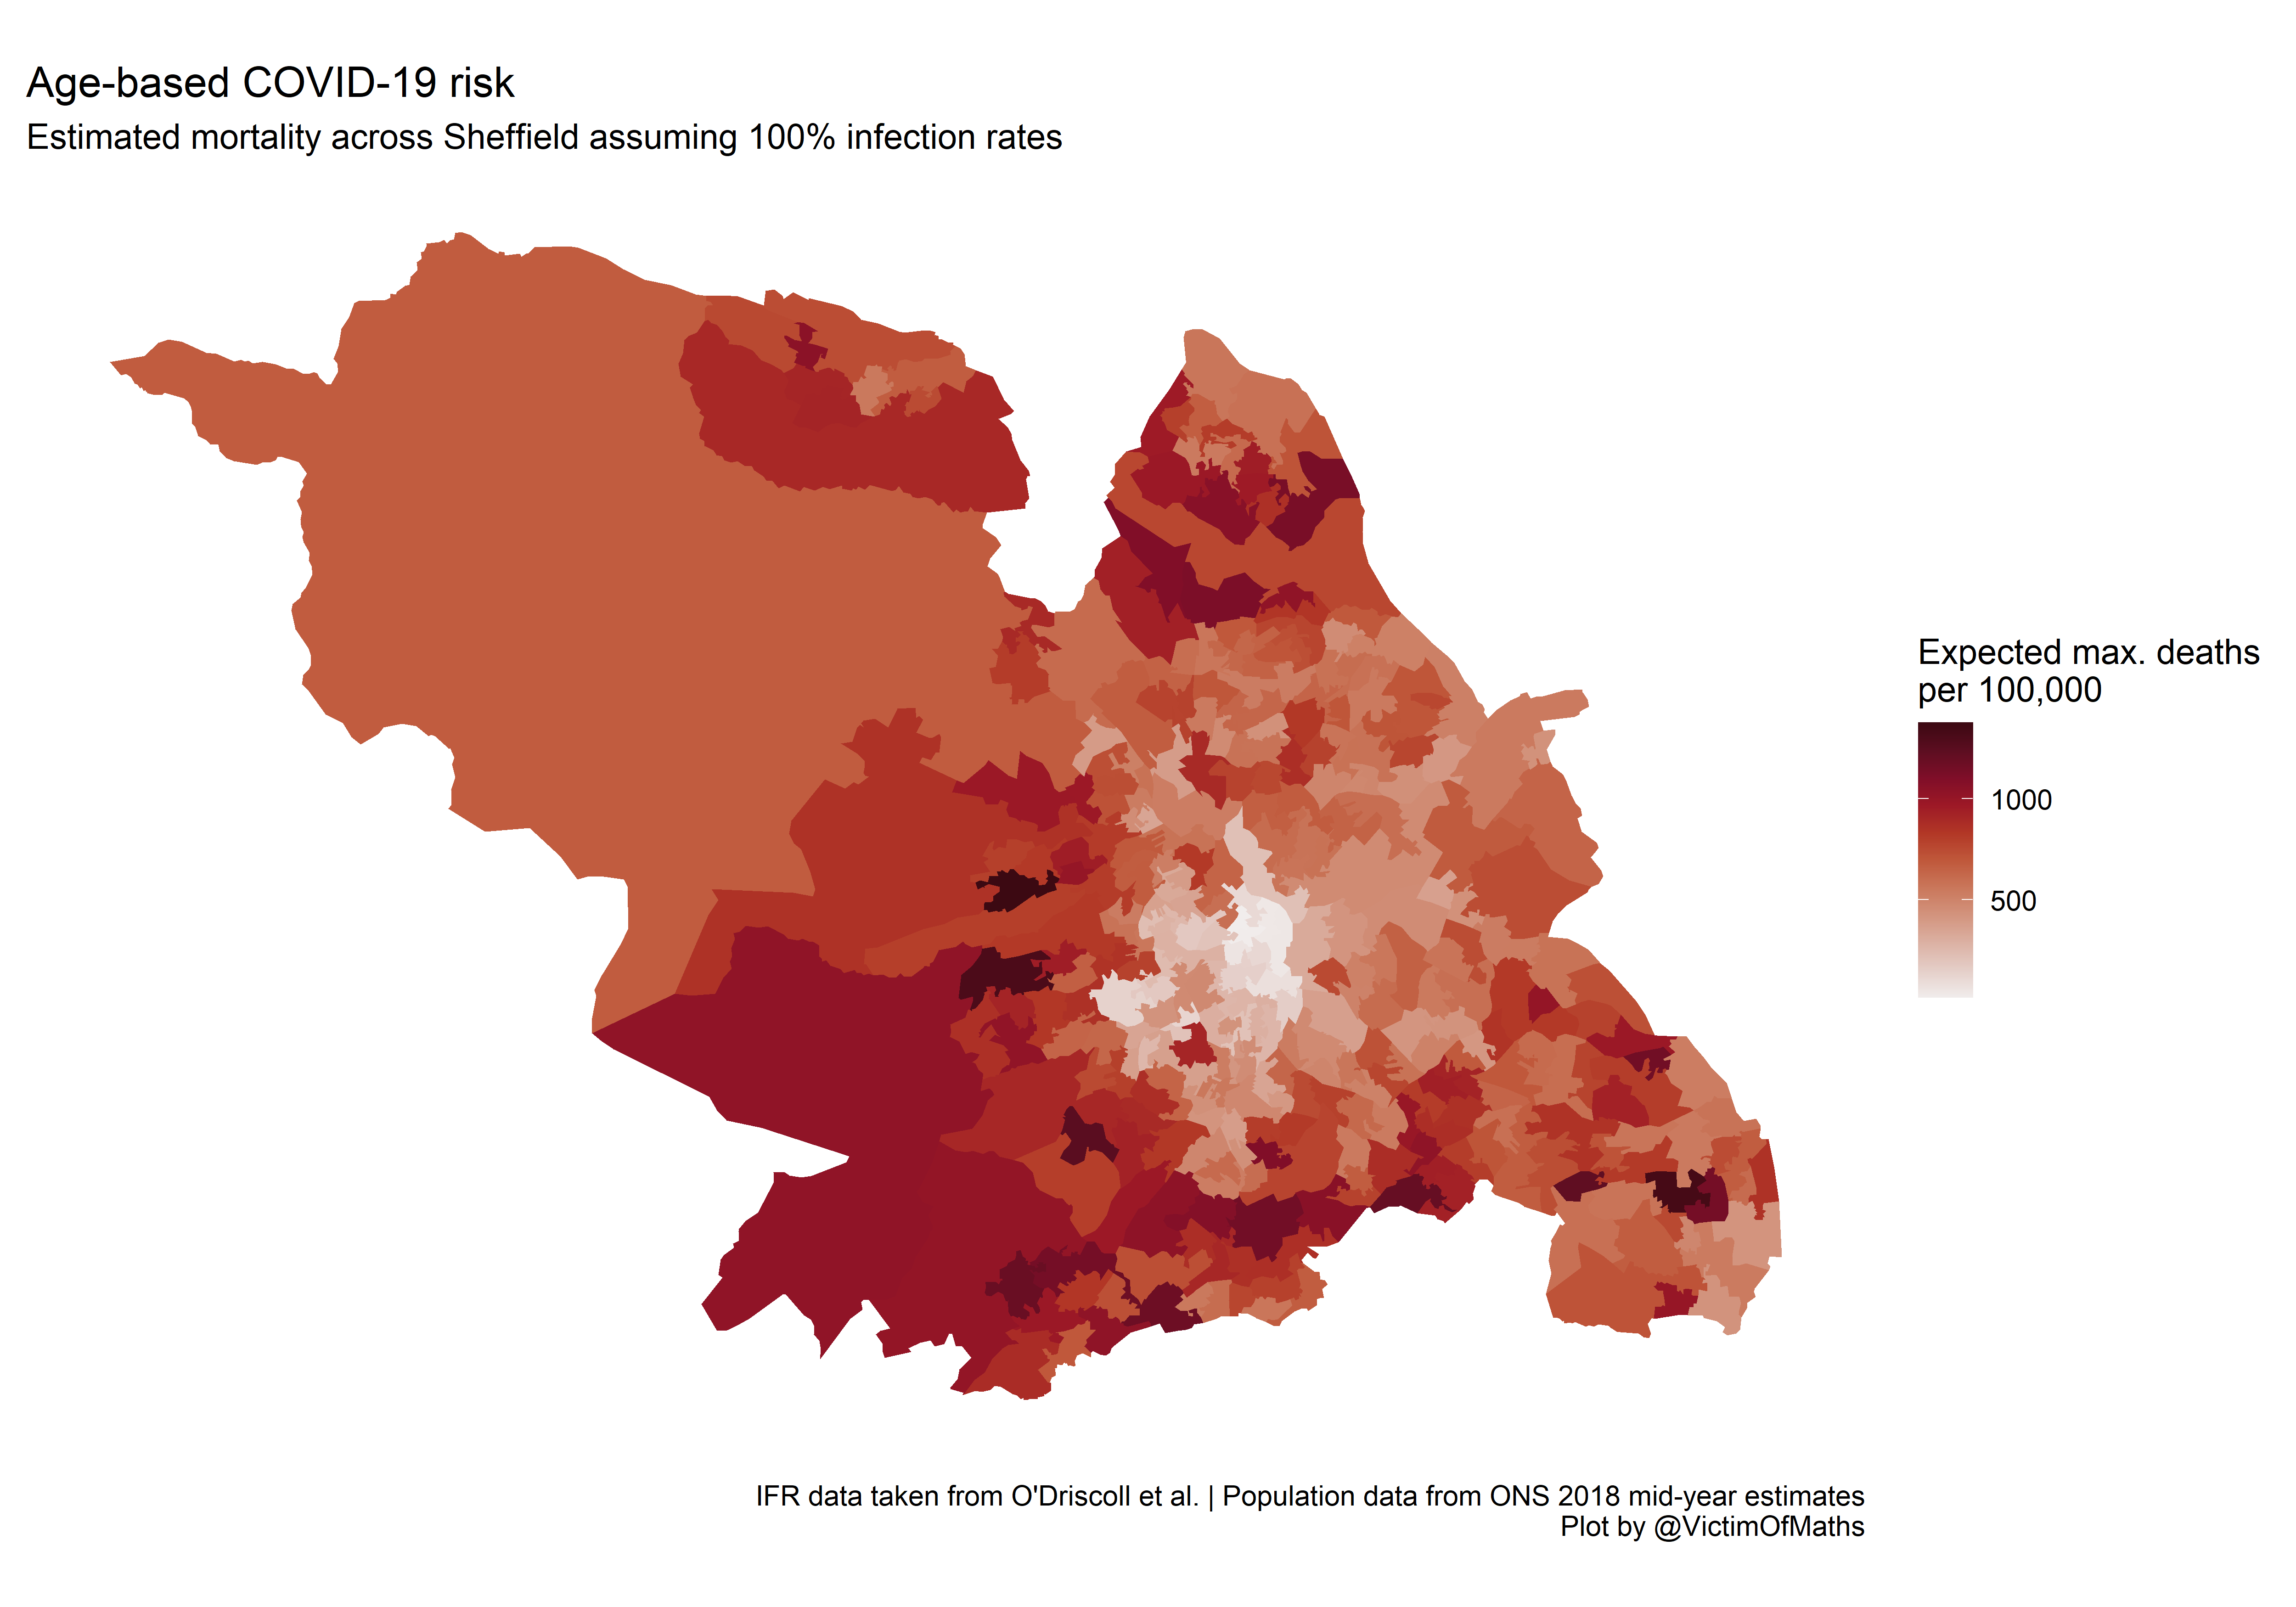 Age-based COVID-19 risk
Estimated mortality across Sheffield assuming 100% infection rates
Expected max. deaths
per 100,000
1000
500
IFR data taken from O'Driscoll et al. | Population data from ONS 2018 mid-year estimates
Plot by @VictimOfMaths